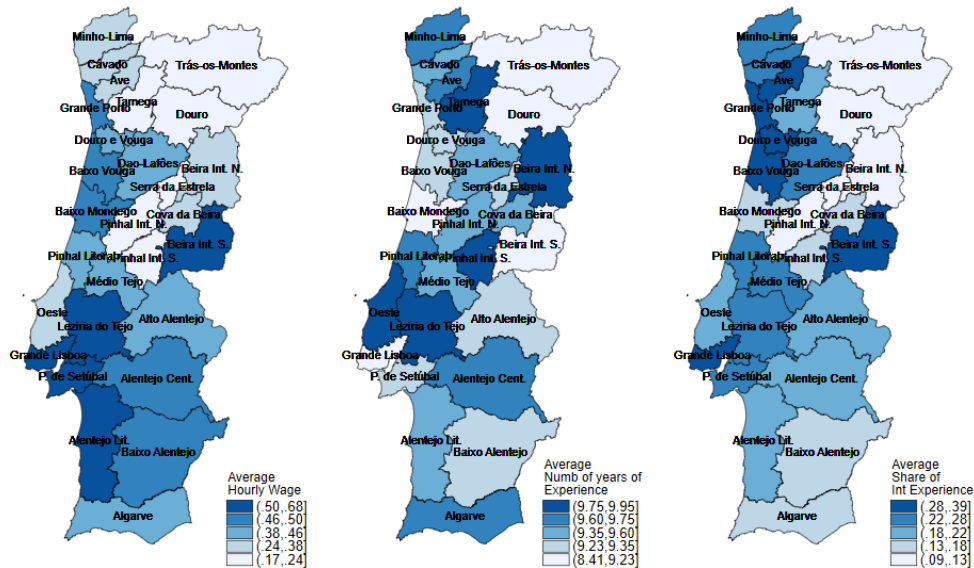 Minho-Lima
Cávado
Ave
Trás-os-Montes
Tamega
Grande Porto
Douro
Douro e Vouga
Dao-Lafões
Baixo Vouga
Beira Int. N.
Serra da Estrela
Baixo Mondego
Cova da Beira
Pinhal Int. N.
Beira Int. S.
Pinhal Litoral
Pinhal Int. S.
Médio Tejo
Oeste
Alto Alentejo
Leziria do Tejo
Grande Lisboa
P. de Setúbal
Alentejo Cent.
Alentejo Lit.
Baixo Alentejo
Algarve
Average
Hourly Wage
(.50,.68]
(.46,.50]
(.38,.46]
(.24,.38]
(.17,.24]
Minho-Lima
Cávado
Ave
Trás-os-Montes
Tamega
Grande Porto
Douro
Douro e Vouga
Dao-Lafões
Baixo Vouga
Beira Int. N.
Serra da Estrela
Baixo Mondego
Cova da Beira
Pinhal Int. N.
Beira Int. S.
Pinhal Litoral
Pinhal Int. S.
Médio Tejo
Oeste
Alto Alentejo
Leziria do Tejo
Grande Lisboa
P. de Setúbal
Alentejo Cent.
Alentejo Lit.
Baixo Alentejo
Algarve
Average
Numb of years of
Experience
(9.75,9.95]
(9.60,9.75]
(9.35,9.60]
(9.23,9.35]
(8.41,9.23]
Minho-Lima
Cávado
Ave
Trás-os-Montes
Tamega
Grande Porto
Douro
Douro e Vouga
Dao-Lafões
Baixo Vouga
Beira Int. N.
Serra da Estrela
Baixo Mondego
Cova da Beira
Pinhal Int. N.
Beira Int. S.
Pinhal Litoral
Pinhal Int. S.
Médio Tejo
Oeste
Alto Alentejo
Leziria do Tejo
Grande Lisboa
P. de Setúbal
Alentejo Cent.
Alentejo Lit.
Baixo Alentejo
Algarve
Average
Share of
Int Experience
(.28,.39]
(.22,.28]
(.18,.22]
(.13,.18]
(.09,.13]